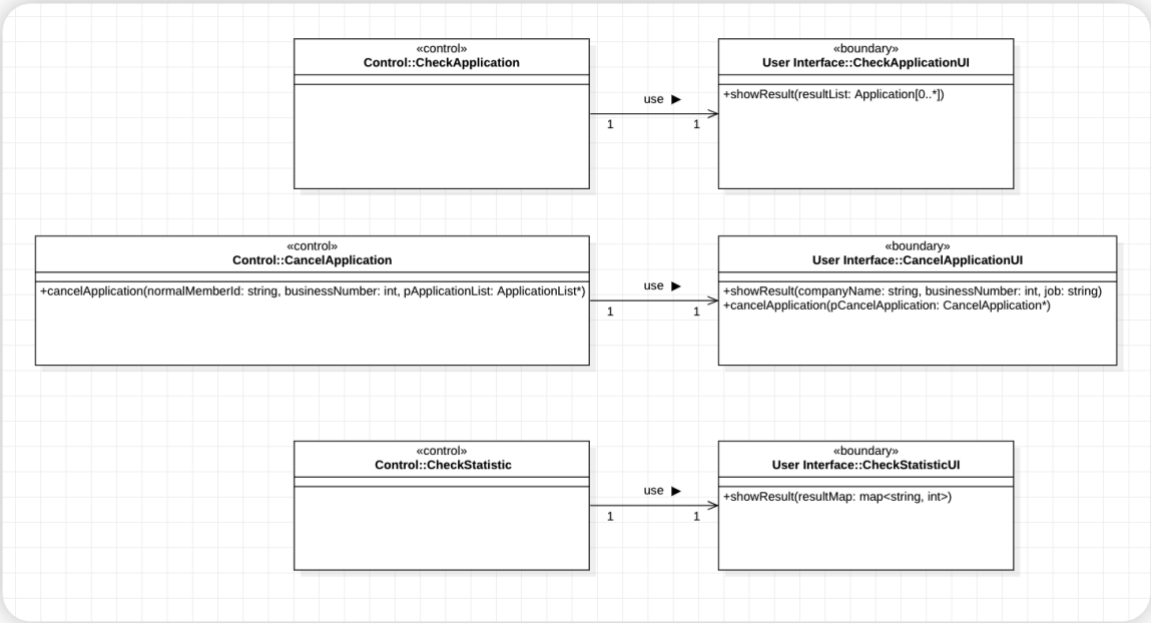 «control»
Control::CheckApplication
«boundary»
User Interface::CheckApplicationUI
+showResult(resultList: Application[0..*])
use ▶
1
1
«control»
Control::CancelApplication
+cancelApplication(normalMemberId: string, businessNumber: int, pApplicationList: ApplicationList*)
«boundary»
User Interface::CancelApplicationUI
+showResult(companyName: string, businessNumber: int, job: string)
+cancelApplication(pCancelApplication: CancelApplication*)
use ▶
1
1
«control»
Control::CheckStatistic
«boundary»
User Interface::CheckStatisticUI
+showResult(resultMap: map<string, int>)
use ▶
1
1